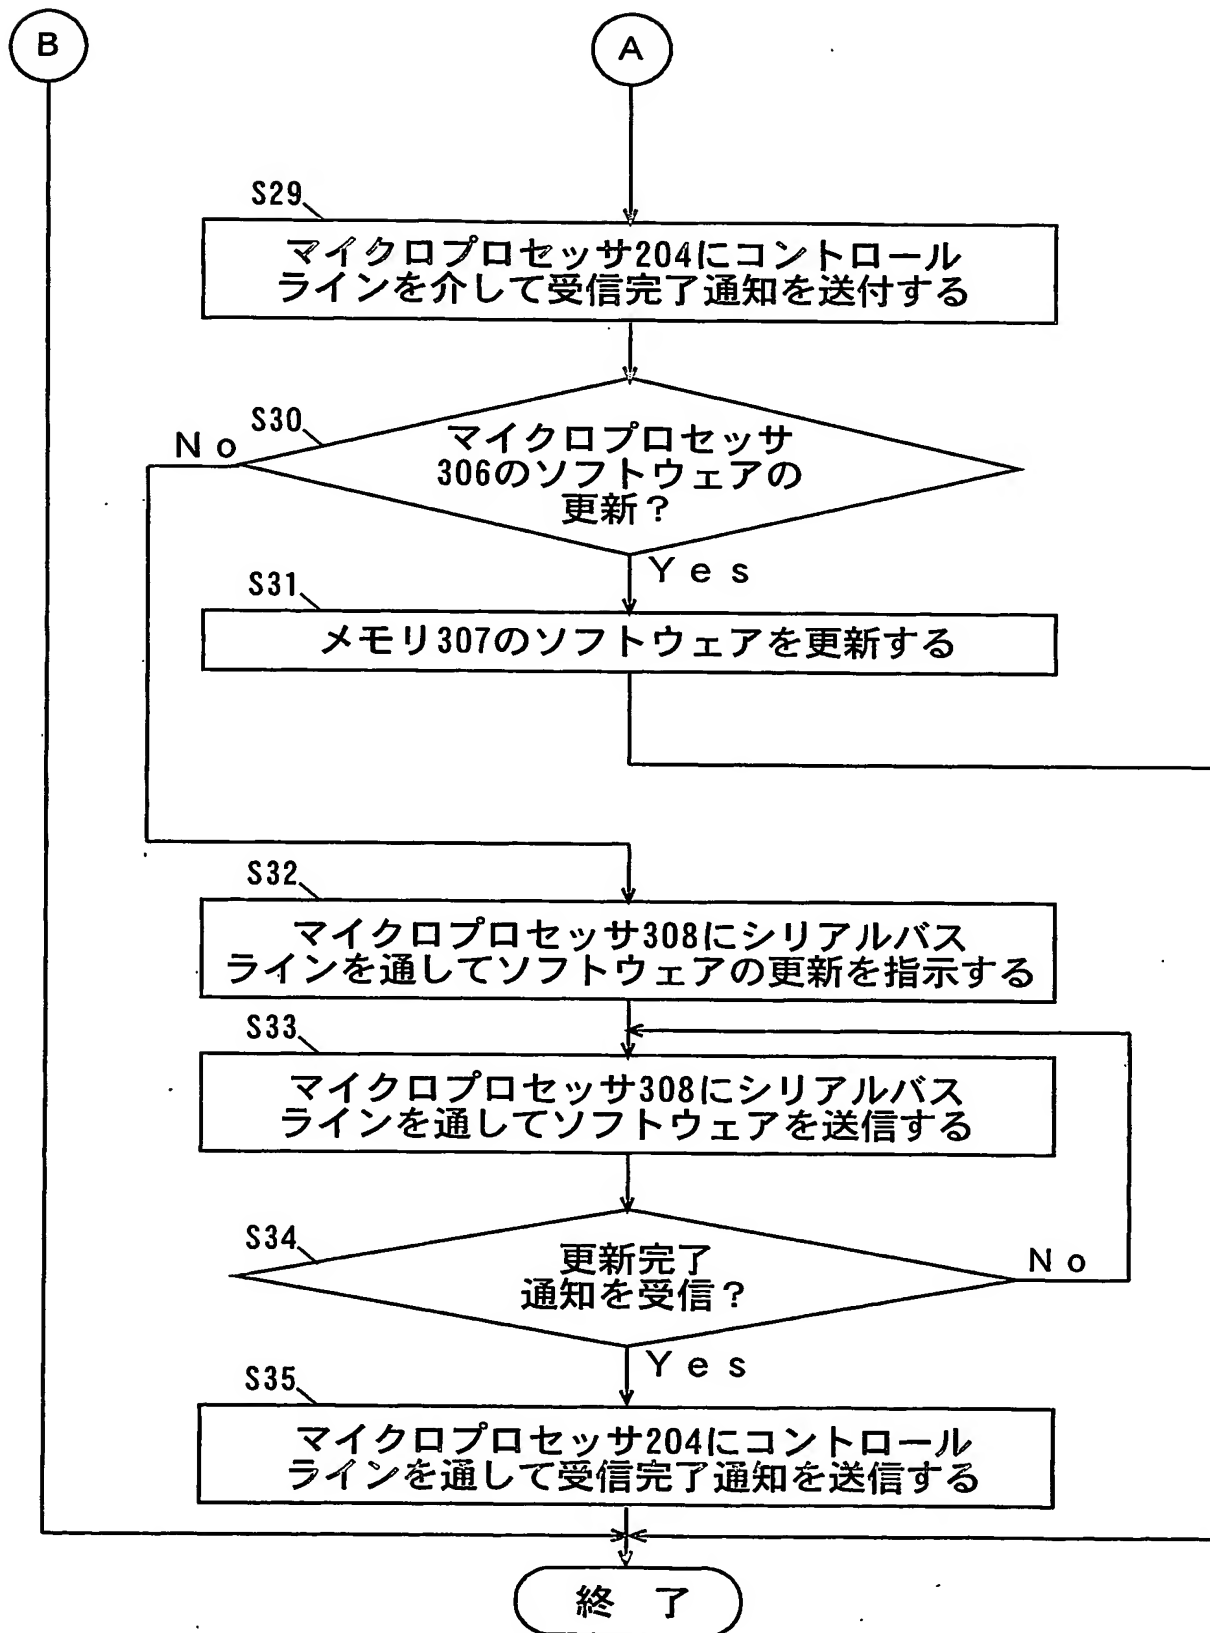 B
A
S29
マイクロプロセッサ204にコントロール
ラインを介して受信完了通知を送付する
S30
No
マイクロプロセッサ
306のソフトウェアの
更新？
Yes
S31
メモリ307のソフトウェアを更新する
S32
マイクロプロセッサ308にシリアルバス
ラインを通してソフトウェアの更新を指示する
S33
マイクロプロセッサ308にシリアルバス
ラインを通してソフトウェアを送信する
S34
更新完了
通知を受信？
No
Yes
S35
マイクロプロセッサ204にコントロール
ラインを通して受信完了通知を送信する
終 了